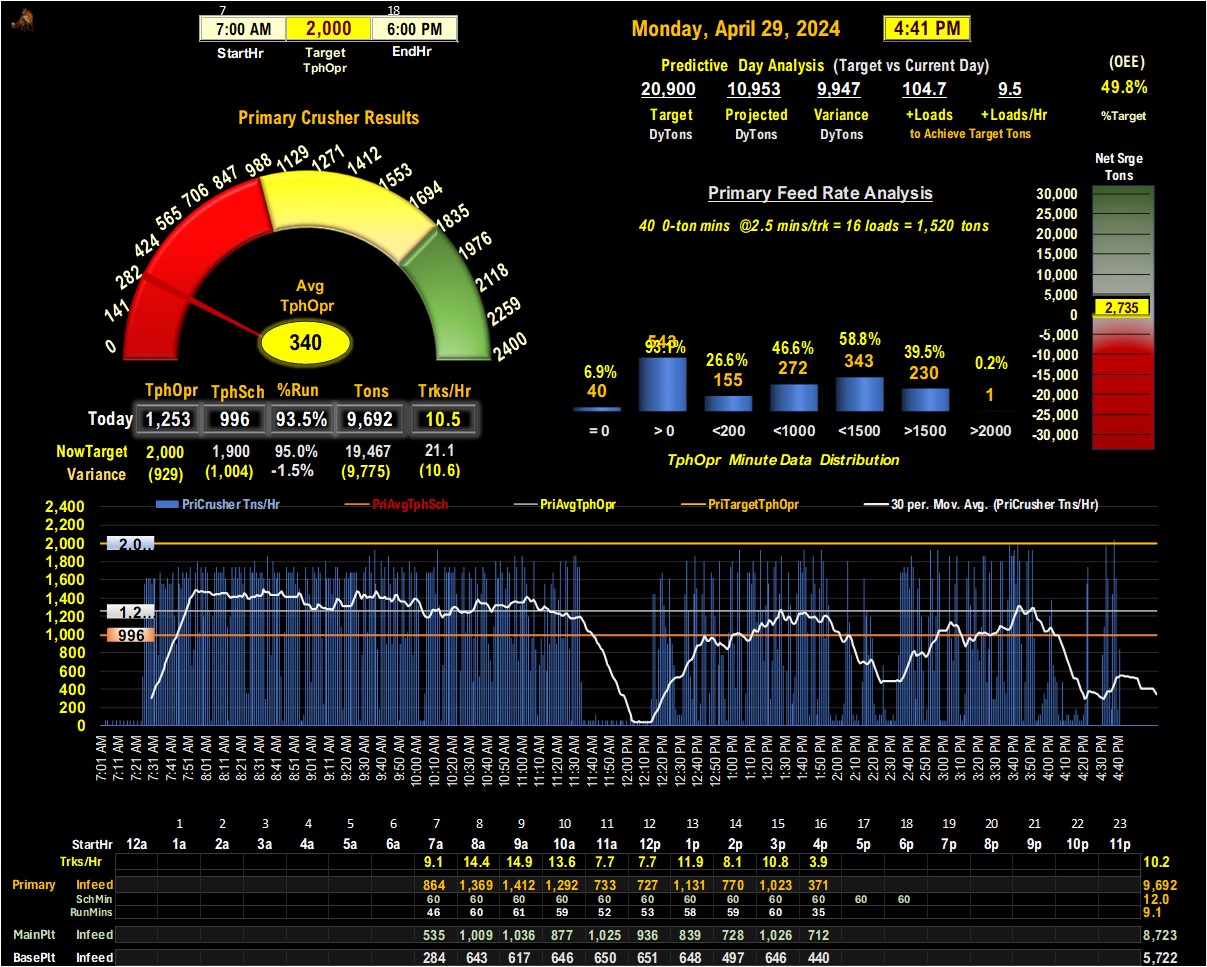 7 18
7:00 AM 2,000 6:00 PM
StartHr Target TphOpr EndHr
Monday, April 29, 2024 4:41 PM
Predictive Day Analysis (Target vs Current Day)
20,900 10,953 9,947 104.7 9.5
Target Projected Variance +Loads +Loads/Hr
DyTons DyTons DyTons to Achieve Target Tons
(OEE)
49.8%
%Target
Primary Crusher Results
0 141 282 424 565 706 847 988 1129 1271 1412 1553 1694 1835 1976 2118 2259 2400
Avg
TphOpr
340
TphOpr TphSch %Run Tons Trks/Hr
Today 1,253 996 93.5% 9,692 10.5
NowTarget 2,000 1,900 95.0% 19,467 21.1
Variance (929) (1,004) -1.5% (9,775) (10.6)
Primary Feed Rate Analysis
40 0-ton mins @2.5 mins/trk = 16 loads = 1,520 tons
6.9% 93.1% 26.6% 46.6% 58.8% 39.5% 0.2%
40 155 272 343 230 1
= 0 > 0 <200 <1000 <1500 >1500 >2000
TphOpr Minute Data Distribution
Net Srge
Tons
30,000
25,000
20,000
15,000
10,000
5,000
2,735
0
-5,000
-10,000
-15,000
-20,000
-25,000
-30,000
PriCrusher Tns/Hr PriAvgTphSch PriAvgTphOpr PriTargetTphOpr 30 per. Mov. Avg. (PriCrusher Tns/Hr)
2,400
2,200
2,000 2,0..
1,800
1,600
1,400
1,200 1,2..
1,000 996
800
600
400
200
0
7:01 AM 7:11 AM 7:21 AM 7:31 AM 7:41 AM 7:51 AM 8:01 AM 8:11 AM 8:21 AM 8:31 AM 8:41 AM 8:51 AM 9:01 AM 9:10 AM 9:20 AM 9:30 AM 9:40 AM 9:50 AM 10:00 AM 10:10 AM 10:20 AM 10:30 AM 10:40 AM 10:50 AM 11:00 AM 11:10 AM 11:20 AM 11:30 AM 11:40 AM 11:50 AM 12:00 PM 12:10 PM 12:20 PM 12:30 PM 12:40 PM 12:50 PM 1:00 PM 1:10 PM 1:20 PM 1:30 PM 1:40 PM 1:50 PM 2:00 PM 2:10 PM 2:20 PM 2:30 PM 2:40 PM 2:50 PM 3:00 PM 3:10 PM 3:20 PM 3:30 PM 3:40 PM 3:50 PM 4:00 PM 4:10 PM 4:20 PM 4:30 PM 4:40 PM
1 2 3 4 5 6 7 8 9 10 11 12 13 14 15 16 17 18 19 20 21 22 23
StartHr 12a 1a 2a 3a 4a 5a 6a 7a 8a 9a 10a 11a 12a 1p 2p 3p 4p 5p 6p 7p 8p 9p 10p 11p
Trks/Hr 9.1 14.4 14.9 13.6 7.7 7.7 11.9 8.1 10.8 3.9 10.2
Primary Infeed 864 1,369 1,412 1,292 733 727 1,131 770 1,023 371 9,692
SchMin 60 60 60 60 60 60 60 60 60 60 60 60 12.0
RunMins 46 60 61 59 52 53 58 59 60 35 9.1
MainPlt Infeed 535 1,009 1,036 877 1,025 936 839 728 1,026 712 8,723
BasePlt Infeed 284 643 617 646 650 651 648 497 646 440 5,722